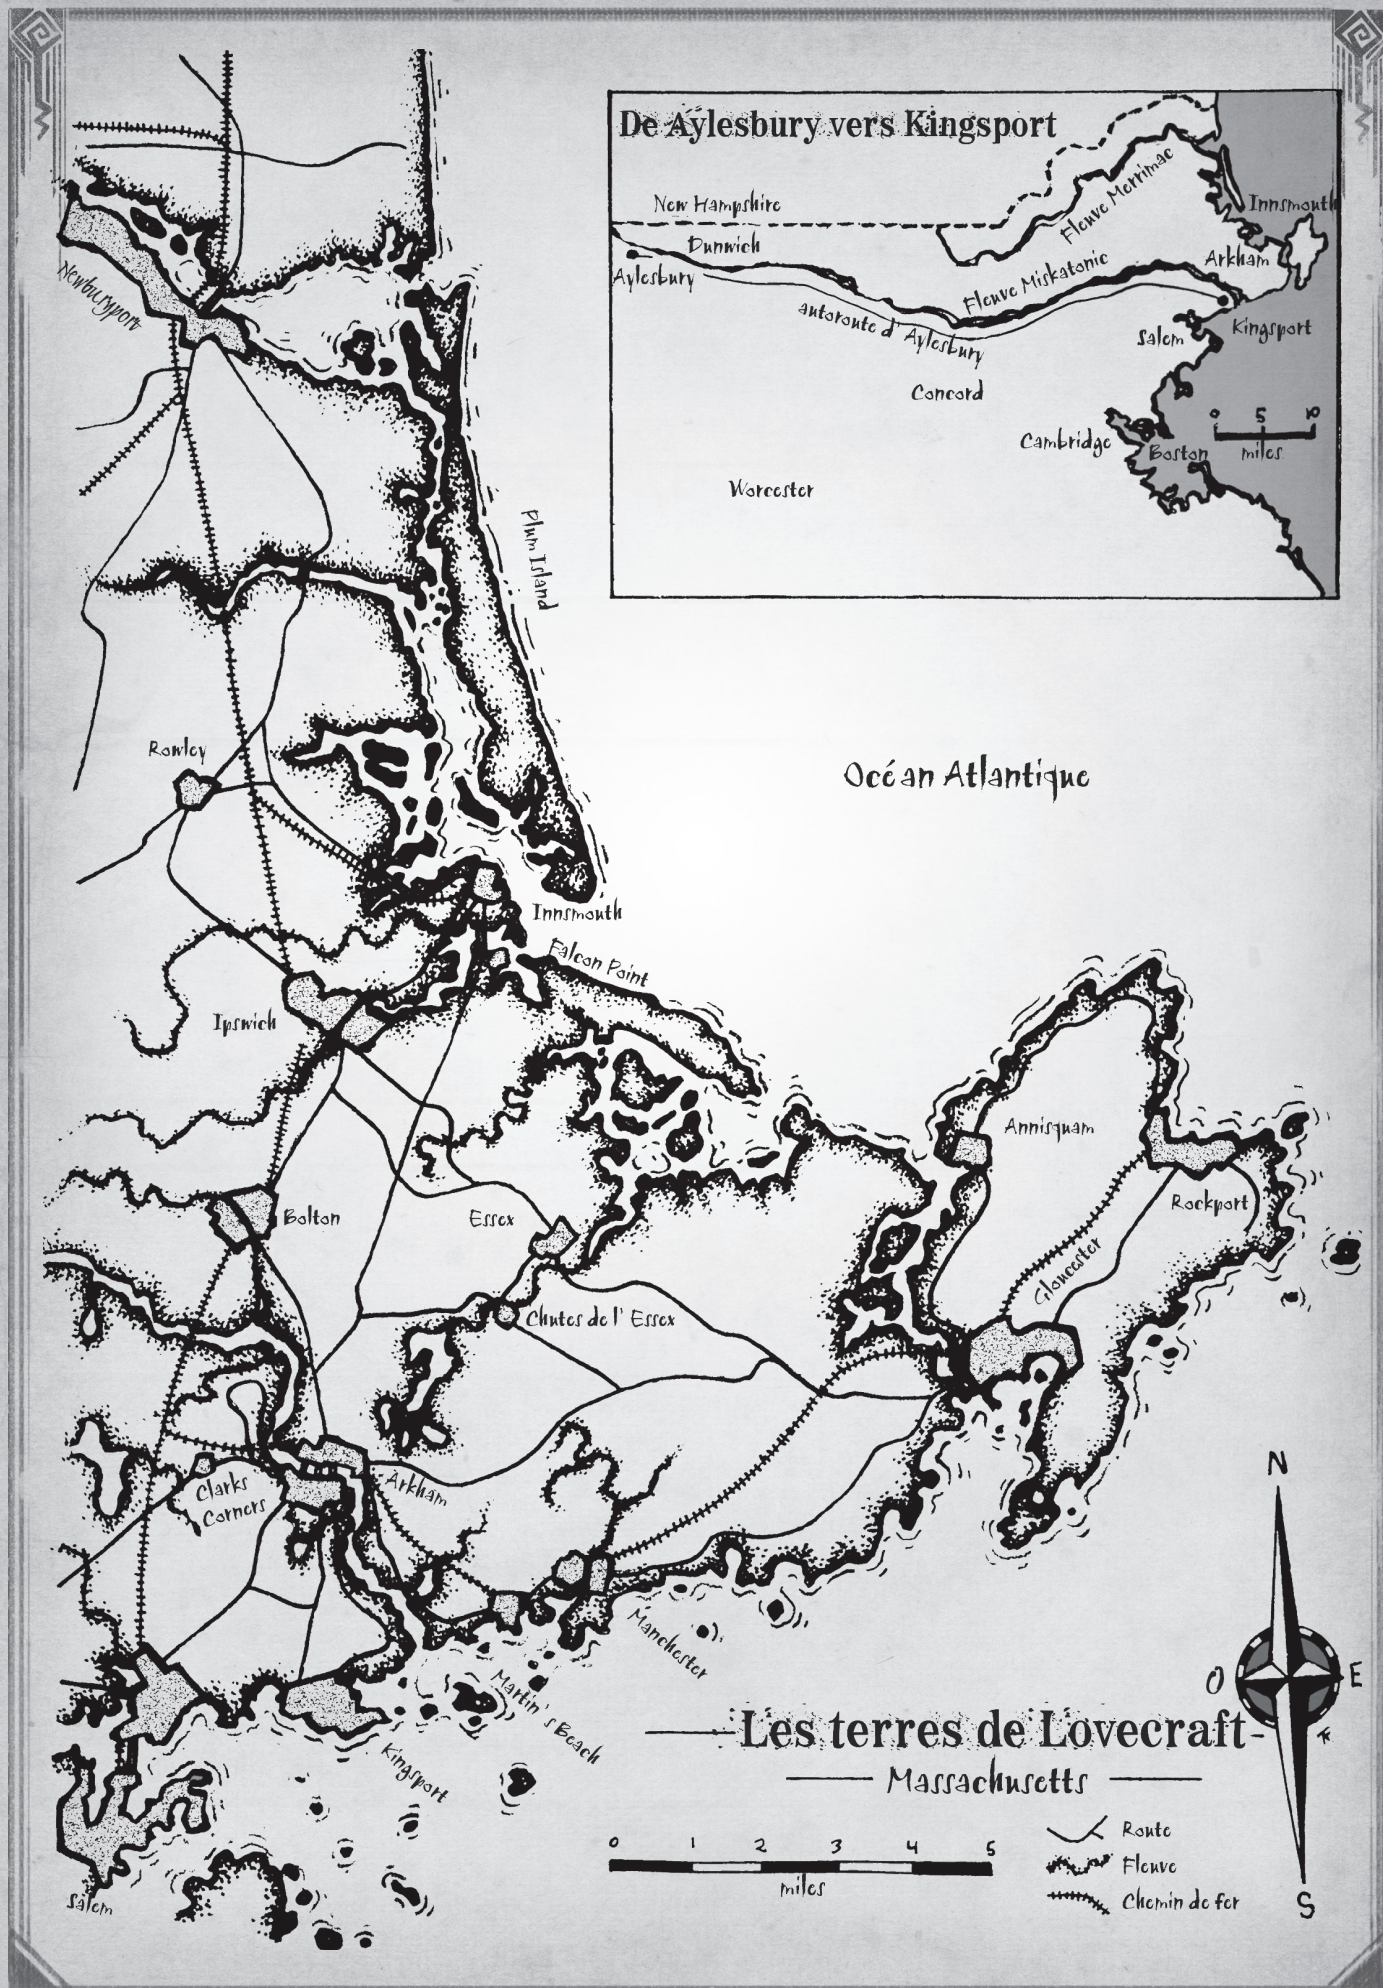 De Aylesbury vers Kingsport
New Hampshire
Fleuve Merrimac
Innsmouth
Dunwich
Aylesbury
Arkham
Fleuve Miskatonic
autoroute d' Aylesbury
Salem
Kingsport
Concord
0 5 10
miles
Cambridge
Boston
Worcester
Newburyport
Plum Island
Rowley
Océan Atlantique
Innsmouth
Falcon Point
Ipswich
Annisquam
Rockport
Bolton
Essex
Gloucester
Chutes de l' Essex
Clarks
Corners
Arkham
Manchester
Martin's Beach
Kingsport
Salem
N
O
E
S
Les terres de Lovecraft
Massachusetts
0 1 2 3 4 5
miles
Route
Fleuve
Chemin de fer